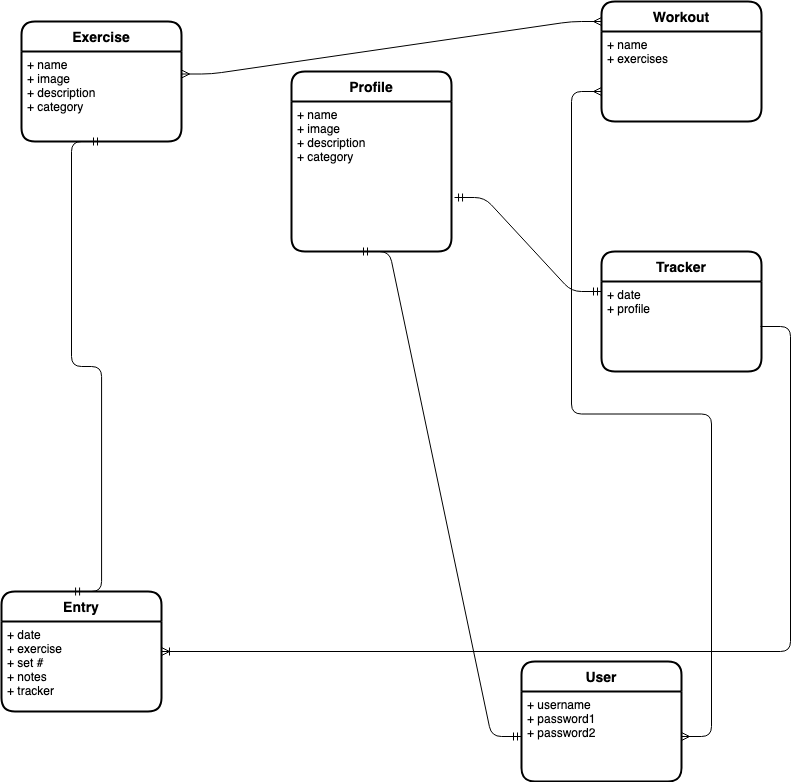 Exercise
+ name
+ image
+ description
+ category
Profile
+ name
+ image
+ description
+ category
Workout
+ name
+ exercises
Tracker
+ date
+ profile
Entry
+ date
+ exercise
+ set #
+ notes
+ tracker
User
+ username
+ password1
+ password2